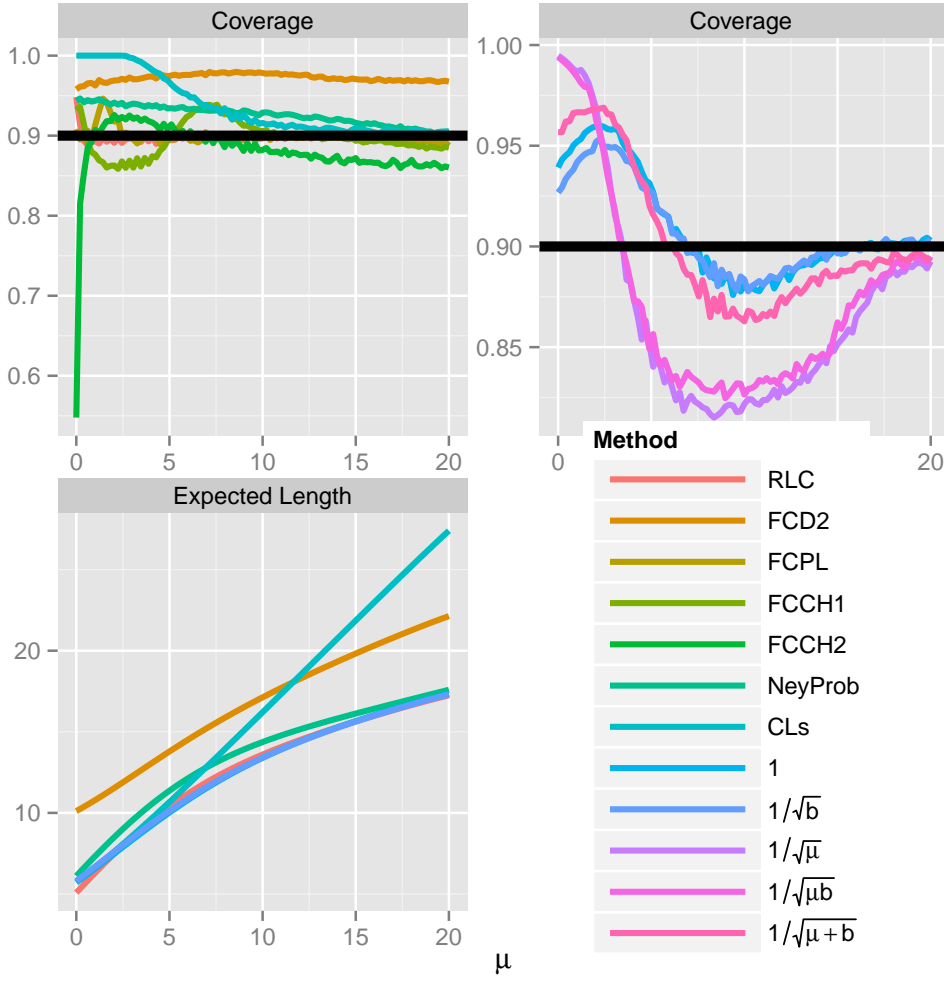 Coverage
1.0
0.9
0.8
0.7
0.6
0
5
10
15
20
Coverage
1.00
0.95
0.90
0.85
0
20
Expected Length
20
10
0
5
10
15
20
μ
Method
RLC
FCD2
FCPL
FCCH1
FCCH2
NeyProb
CLs
1
1/√b
1/√μ
1/√μb
1/√μ+b